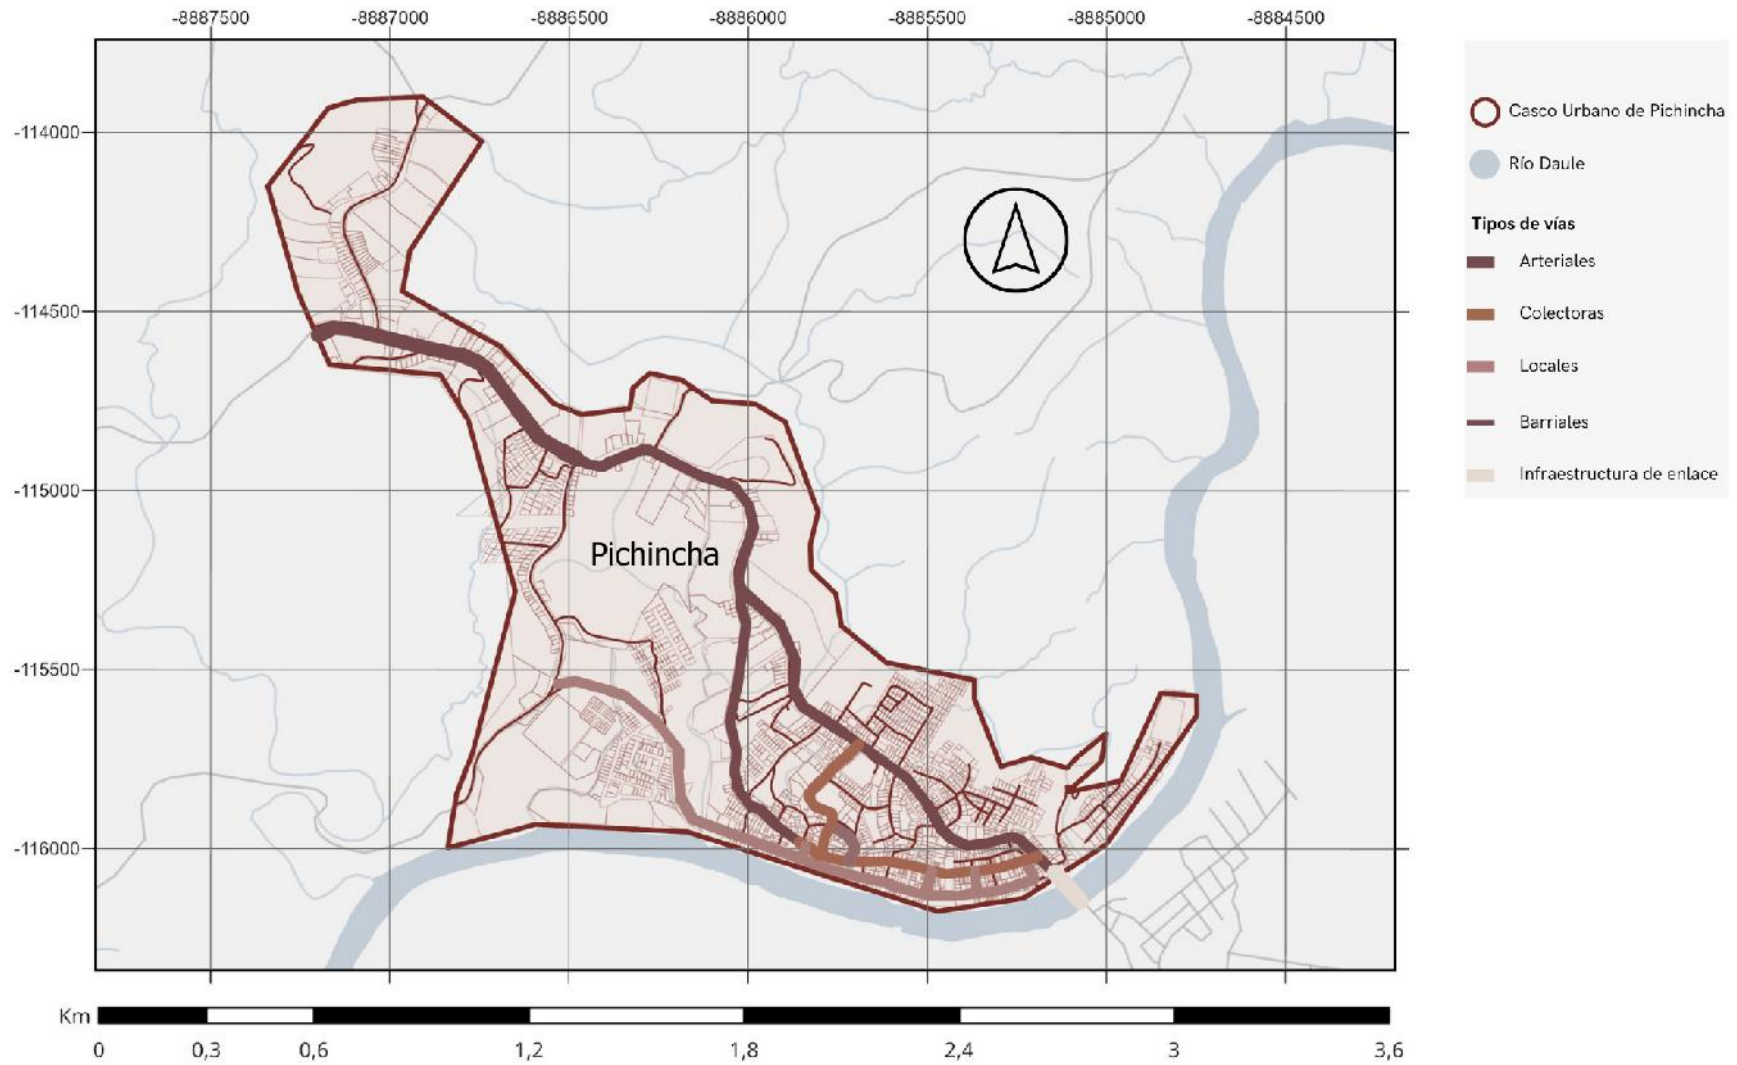 -8887500 -8887000 -8886500 -8886000 -8885500 -8885000 -8884500
-114000
-114500
-115000
-115500
-116000
Pichincha
Casco Urbano de Pichincha
Río Daule
Tipos de vías
Arteriales
Colectoras
Locales
Barriales
Infraestructura de enlace
Km
0 0,3 0,6 1,2 1,8 2,4 3 3,6